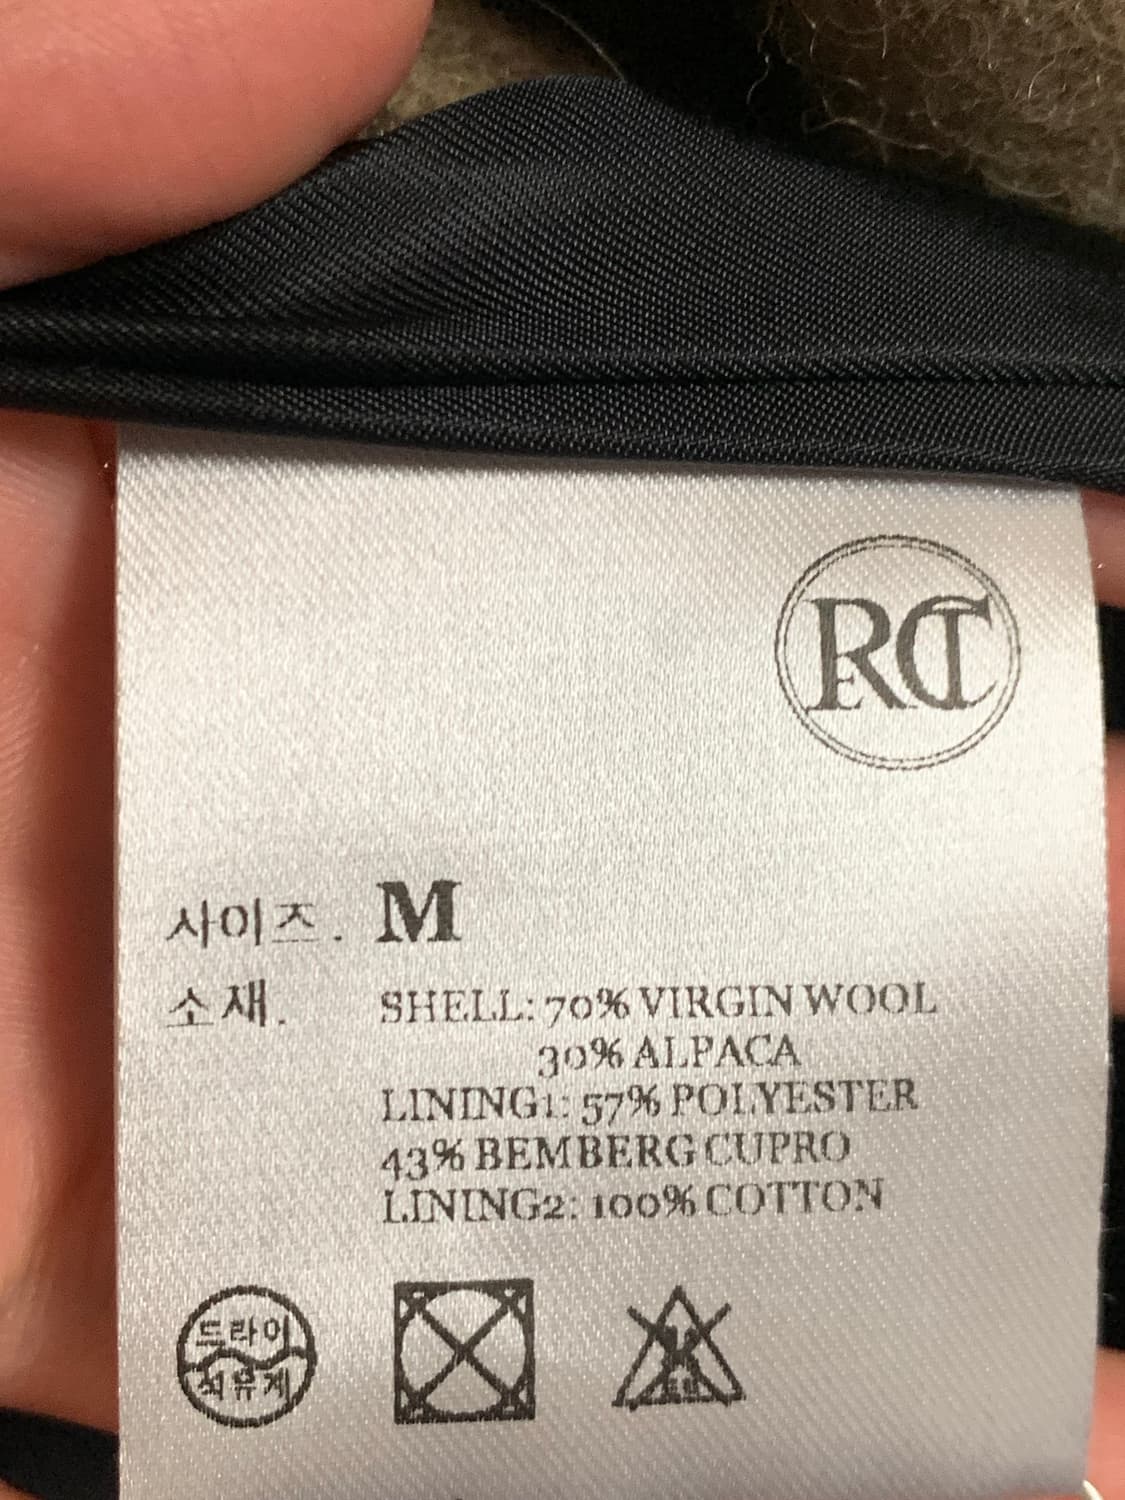 RCT
사이즈. M
소재. SHELL: 70% VIRGIN WOOL
30% ALPACA
LINING1: 57% POLYESTER
43% BEMBERG CUPRO
LINING2: 100% COTTON
드라이
석유계